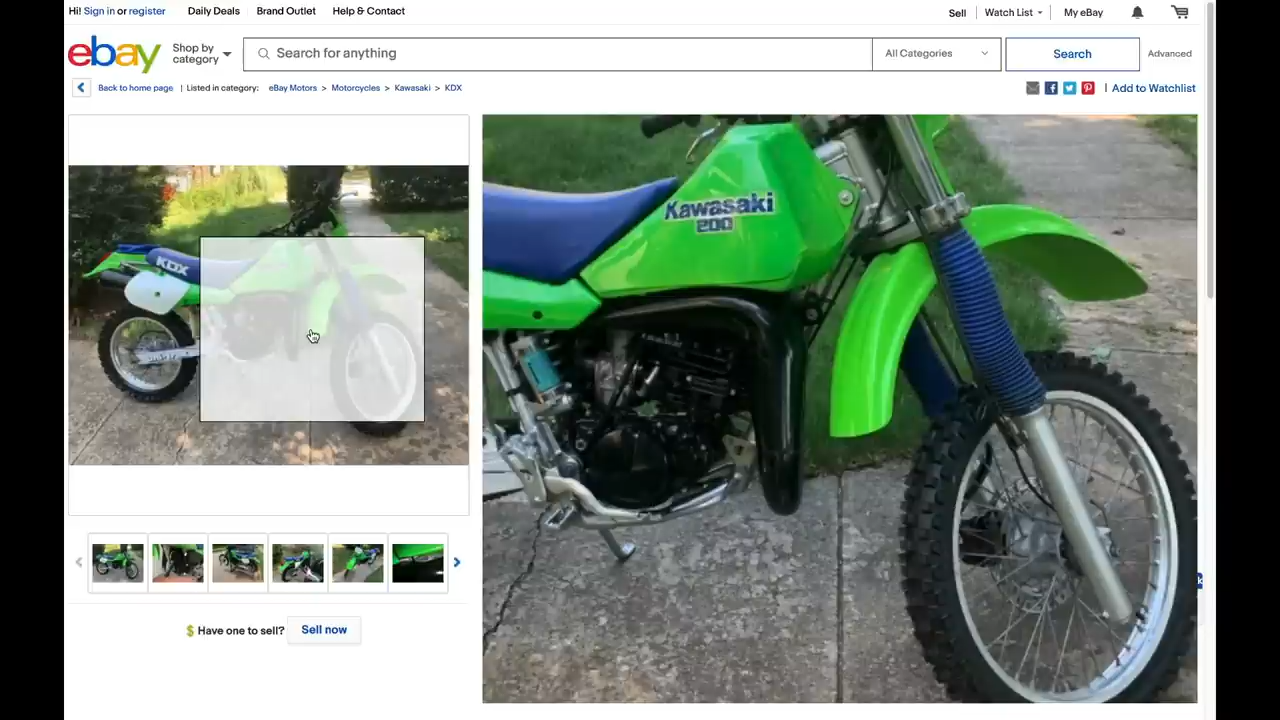 Hi! Sign in or register Daily Deals Brand Outlet Help & Contact Sell Watch List My eBay
ebay Shop by category Search for anything All Categories Search Advanced
Back to home page | Listed in category: eBay Motors > Motorcycles > Kawasaki > KDX | Add to Watchlist
Kawasaki
200
KDX
$ Have one to sell? Sell now